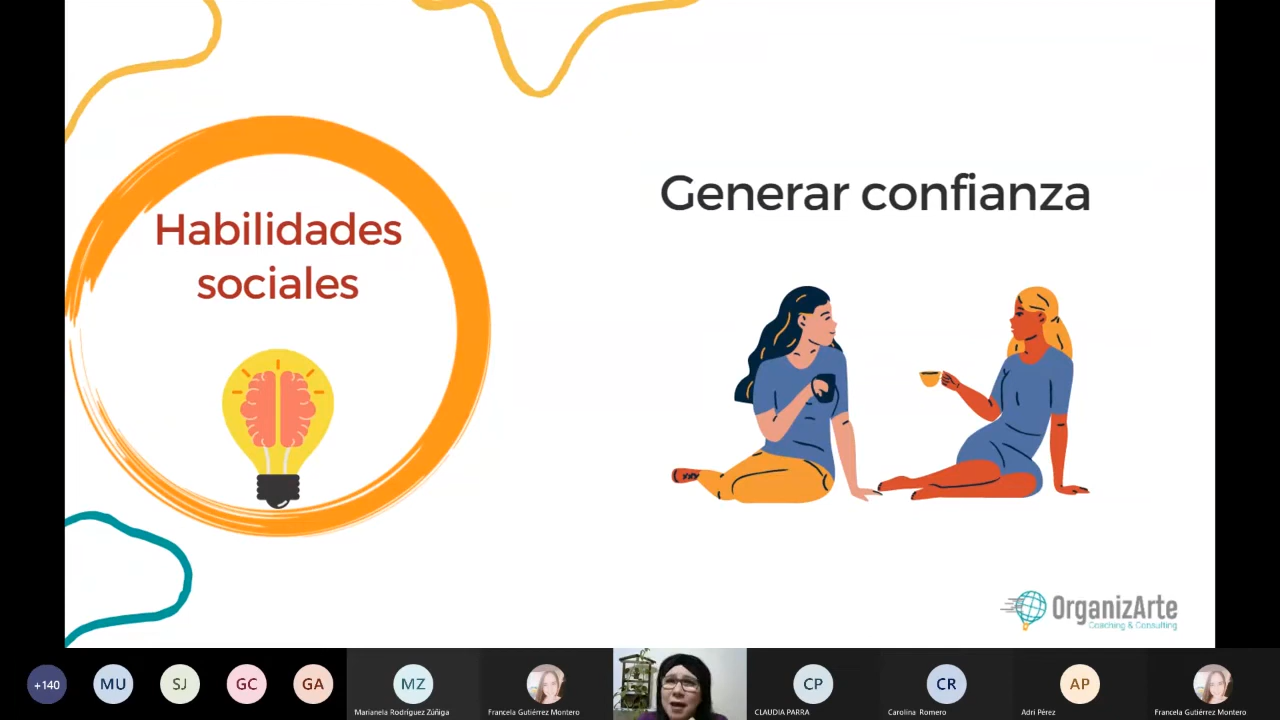 Generar confianza
Habilidades
sociales
OrganizArte
Coaching & Consulting
+140
MU
SJ
GC
GA
MZ
Marianela Rodríguez Zúñiga
Francela Gutiérrez Montero
CP
CLAUDIA PARRA
CR
Carolina Romero
AP
Adri Pérez
Francela Gutiérrez Montero